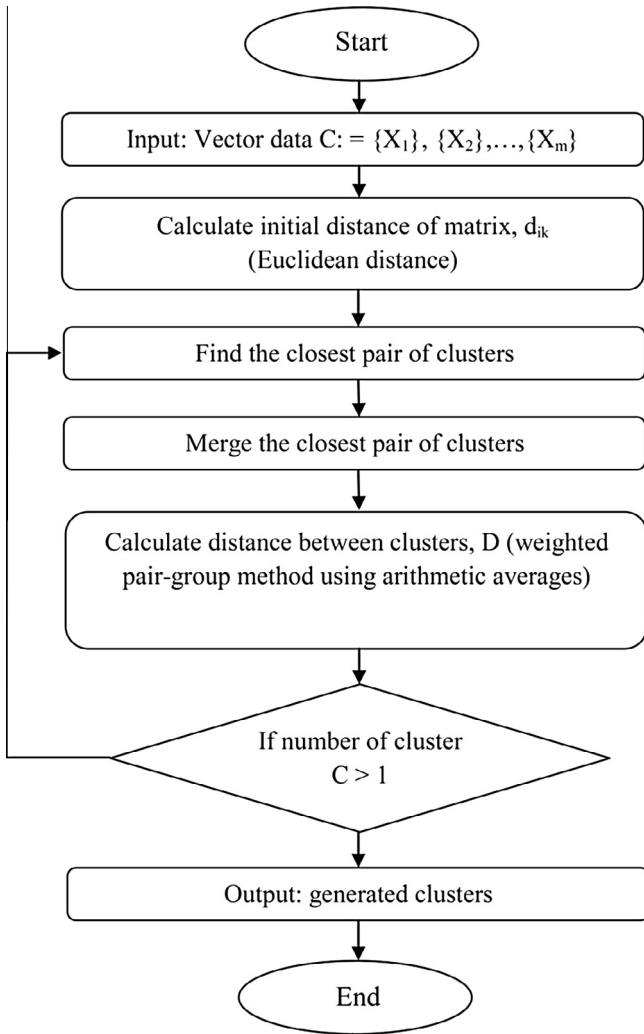 Start
Input: Vector data C: = {X₁}, {X₂},…,{Xₘ}
Calculate initial distance of matrix, dᵢₖ
(Euclidean distance)
Find the closest pair of clusters
Merge the closest pair of clusters
Calculate distance between clusters, D (weighted
pair-group method using arithmetic averages)
If number of cluster
C > 1
Output: generated clusters
End